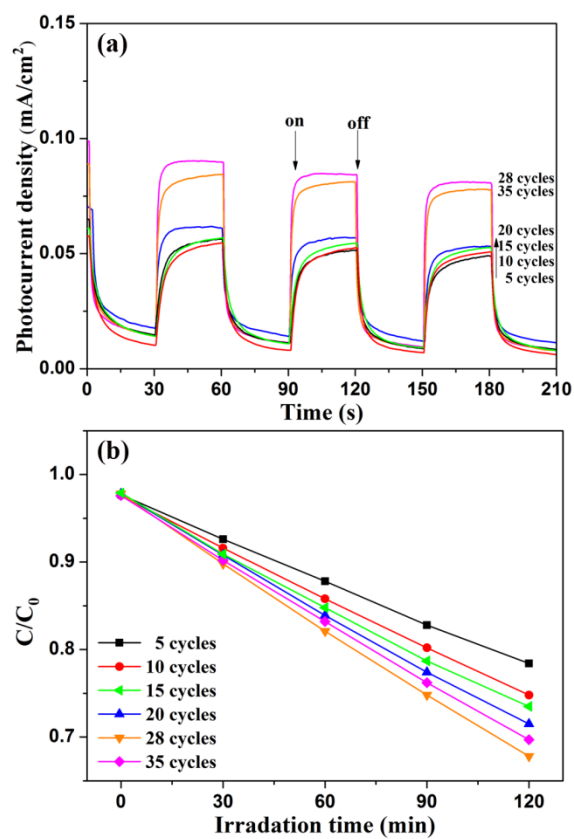 (a)
Photocurrent density (mA/cm²)
0.15
0.10
0.05
0.00
on
off
28 cycles
35 cycles
20 cycles
15 cycles
10 cycles
5 cycles
0 30 60 90 120 150 180 210
Time (s)
(b)
C/C₀
1.0
0.9
0.8
0.7
5 cycles
10 cycles
15 cycles
20 cycles
28 cycles
35 cycles
0 30 60 90 120
Irradation time (min)